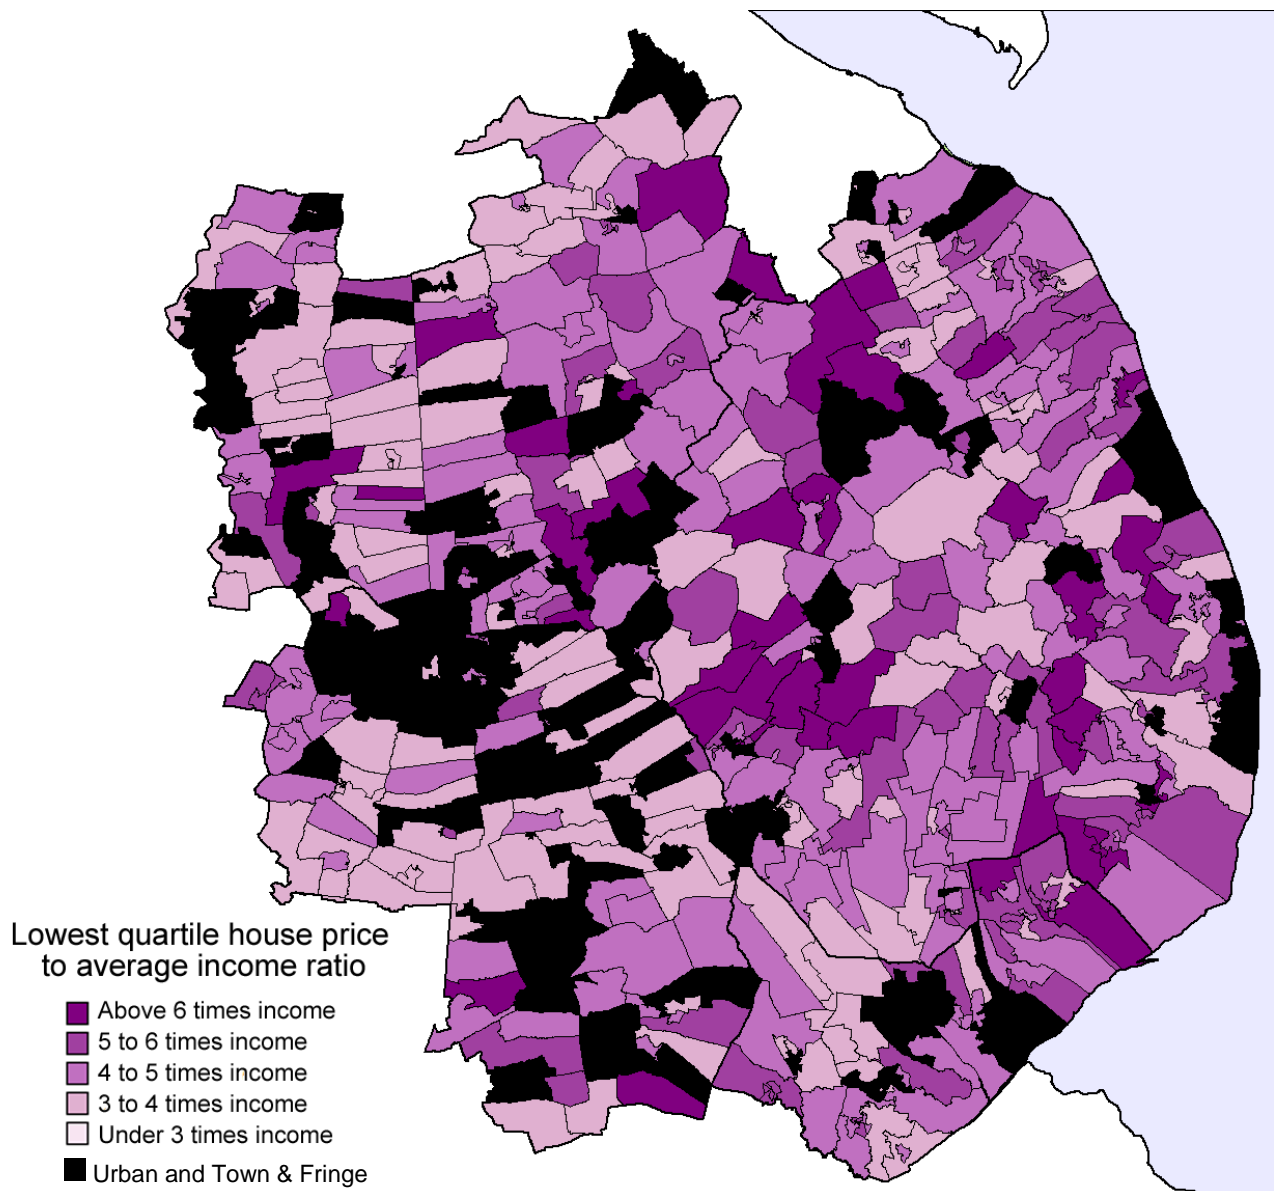 Lowest quartile house price
to average income ratio
Above 6 times income
5 to 6 times income
4 to 5 times income
3 to 4 times income
Under 3 times income
Urban and Town & Fringe